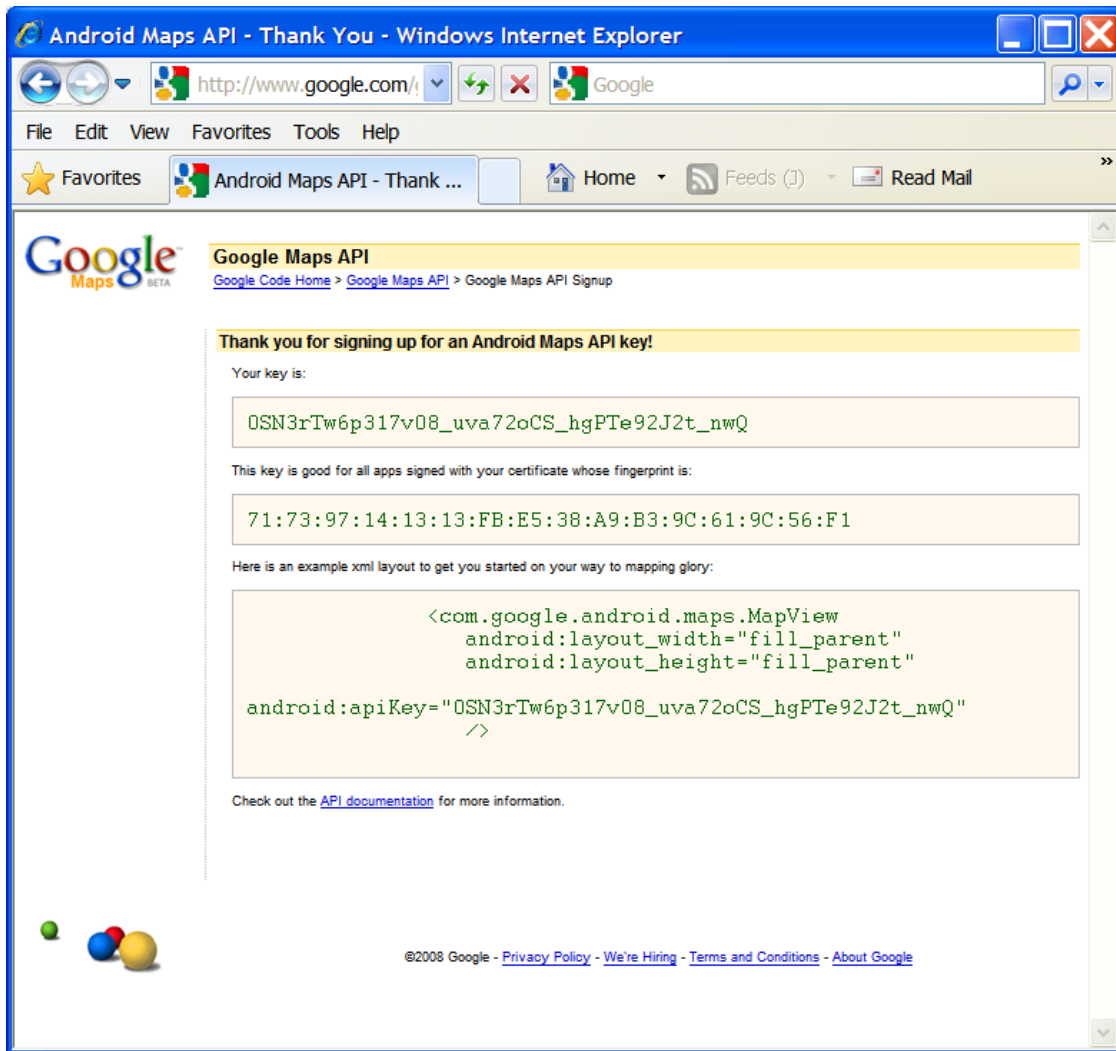 Android Maps API - Thank You - Windows Internet Explorer
http://www.google.com/
Google
File Edit View Favorites Tools Help
Favorites
Android Maps API - Thank ...
Home
Feeds (J)
Read Mail
»
Google™
Maps BETA
Google Maps API
Google Code Home > Google Maps API > Google Maps API Signup
Thank you for signing up for an Android Maps API key!
Your key is:
0SN3rTw6p317v08_uva72oCS_hgPTe92J2t_nwQ
This key is good for all apps signed with your certificate whose fingerprint is:
71:73:97:14:13:13:FB:E5:38:A9:B3:9C:61:9C:56:F1
Here is an example xml layout to get you started on your way to mapping glory:
<com.google.android.maps.MapView
android:layout_width="fill_parent"
android:layout_height="fill_parent"
android:apiKey="0SN3rTw6p317v08_uva72oCS_hgPTe92J2t_nwQ"
/>
Check out the API documentation for more information.
©2008 Google - Privacy Policy - We're Hiring - Terms and Conditions - About Google